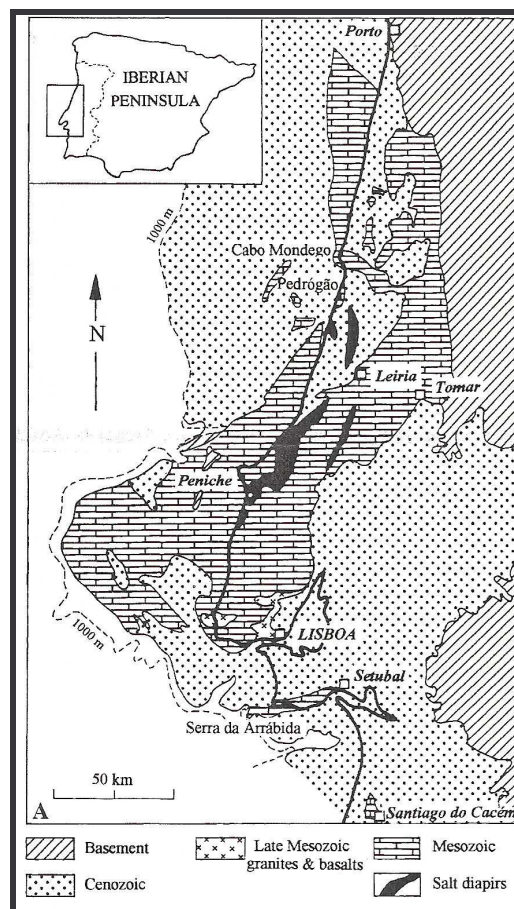 Porto
IBERIAN
PENINSULA
1000 m
Cabo Mondego
Pedrógão
N
Leiria
Tomar
Peniche
1000 m
LISBOA
Setubal
Serra da Arrábida
50 km
A
Santiago do Cacém
Basement
Late Mesozoic
granites & basalts
Mesozoic
Cenozoic
Salt diapirs